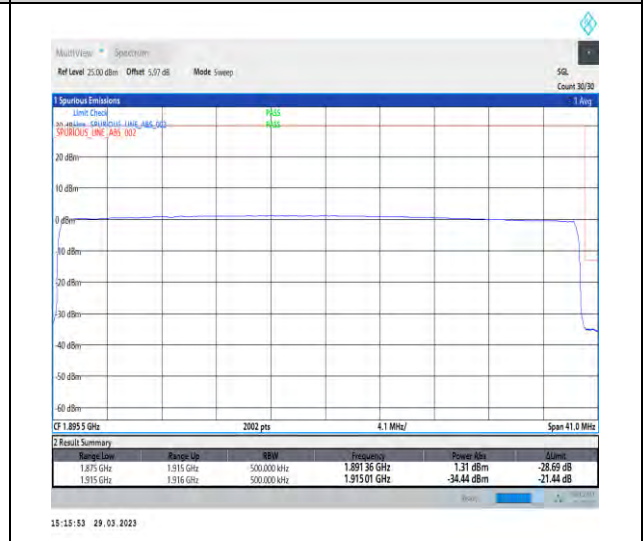 MultiView Spectrum
Ref Level 25.00 dBm Offset 5.97 dB Mode Sweep SGL
Count 30/30
1 Spurious Emissions 1 Avg
Limit Check PASS
Line SPURIOUS_LINE_ABS_002 PASS
SPURIOUS_LINE_ABS_002
20 dBm
10 dBm
0 dBm
-10 dBm
-20 dBm
-30 dBm
-40 dBm
-50 dBm
-60 dBm
CF 1.895 5 GHz 2002 pts 4.1 MHz/ Span 41.0 MHz
2 Result Summary
Range Low Range Up RBW Frequency Power Abs ΔLimit
1.875 GHz 1.915 GHz 500.000 kHz 1.891 36 GHz 1.31 dBm -28.69 dB
1.915 GHz 1.916 GHz 500.000 kHz 1.915 01 GHz -34.44 dBm -21.44 dB
15:15:53 29.03.2023